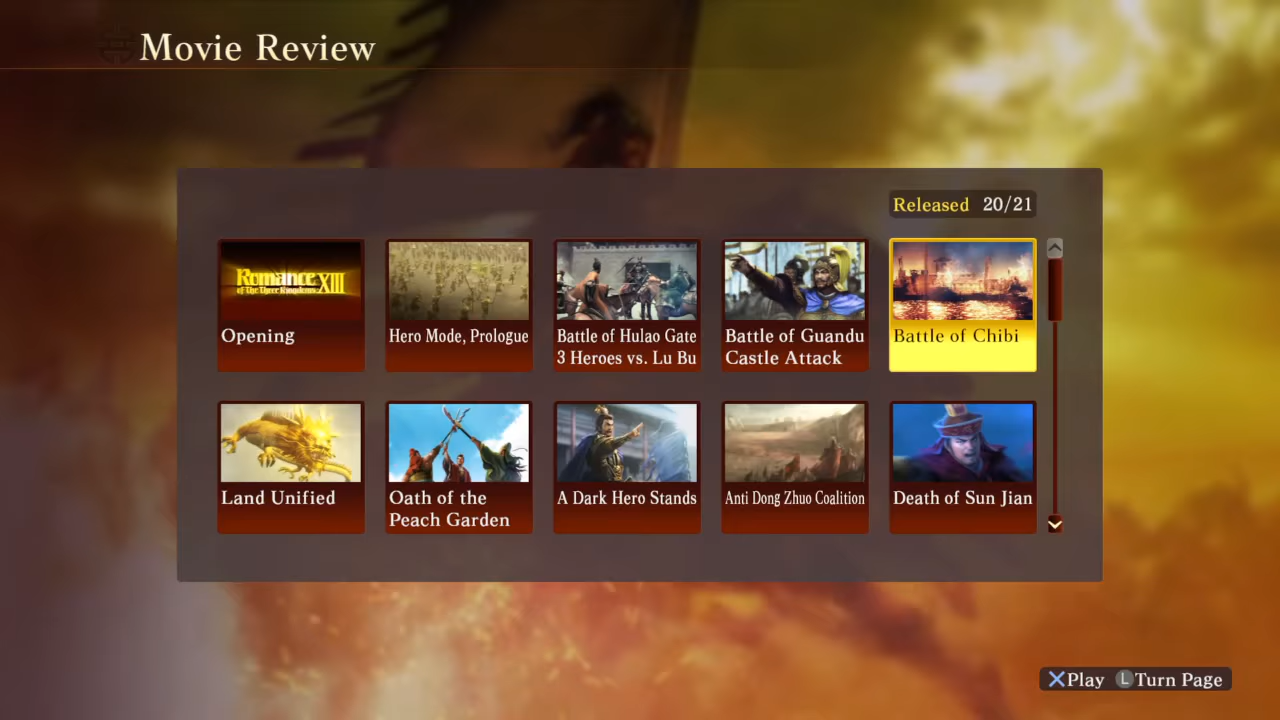 Movie Review
Released 20/21
Romance XIII
of The Three Kingdoms
Opening
Hero Mode, Prologue
Battle of Hulao Gate
3 Heroes vs. Lu Bu
Battle of Guandu
Castle Attack
Battle of Chibi
Land Unified
Oath of the
Peach Garden
A Dark Hero Stands
Anti Dong Zhuo Coalition
Death of Sun Jian
Play L Turn Page